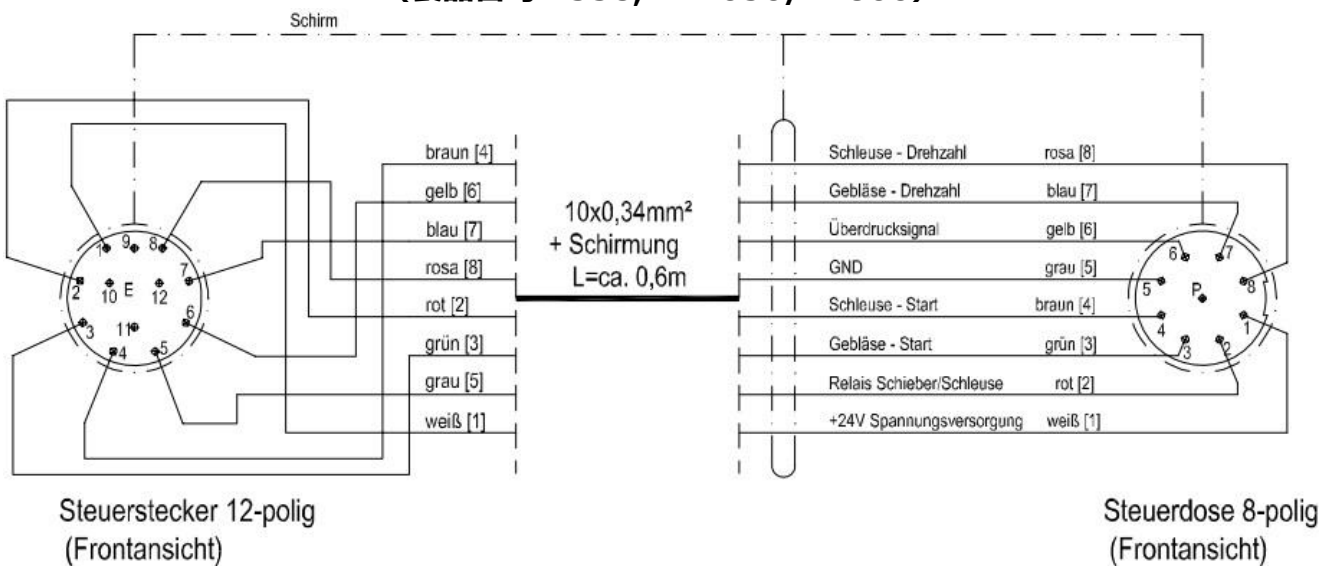 Schirm
braun [4]
gelb [6]
blau [7]
rosa [8]
rot [2]
grün [3]
grau [5]
weiß [1]
10x0,34mm²
+ Schirmung
L=ca. 0,6m
Schleuse - Drehzahl rosa [8]
Gebläse - Drehzahl blau [7]
Überdrucksignal gelb [6]
GND grau [5]
Schleuse - Start braun [4]
Gebläse - Start grün [3]
Relais Schieber/Schleuse rot [2]
+24V Spannungsversorgung weiß [1]
1 9 8
2 10 E 12 7
3 11 6
4 5
6 7
5 P 8
4 1
3 2
Steuerstecker 12-polig
(Frontansicht)
Steuerdose 8-polig
(Frontansicht)